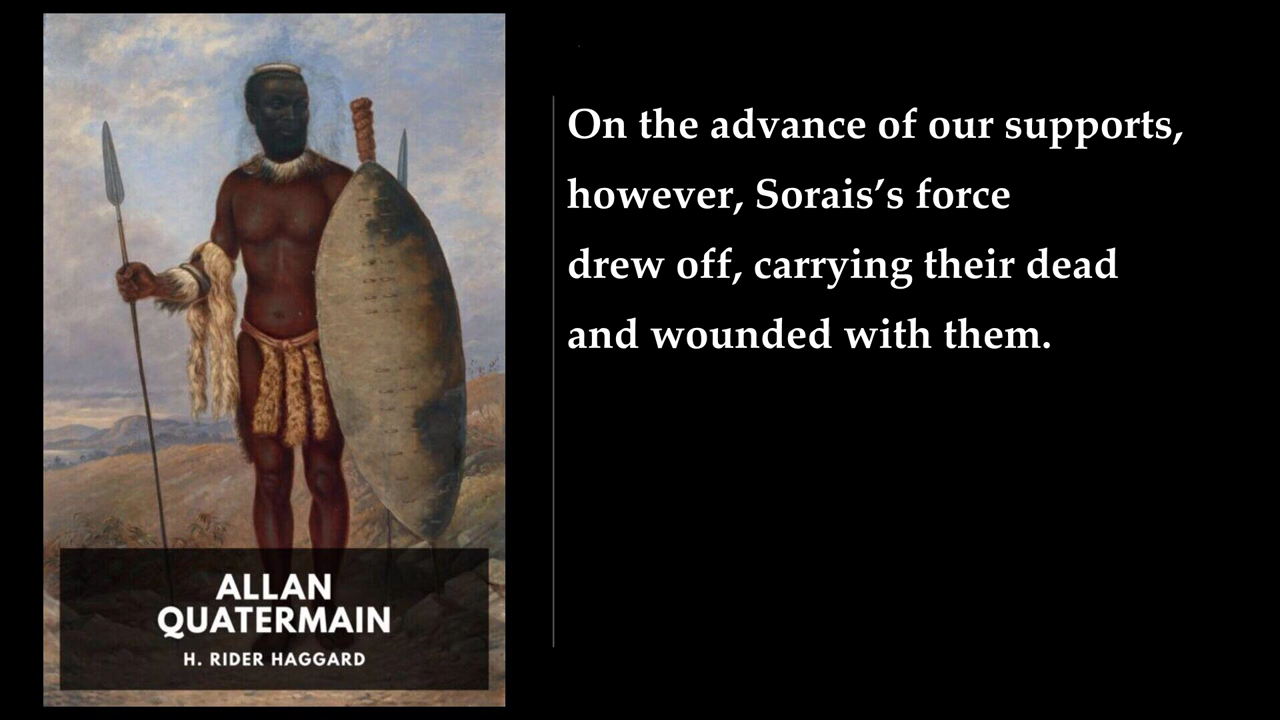 ALLAN
QUATERMAIN
H. RIDER HAGGARD
On the advance of our supports,
however, Sorais’s force
drew off, carrying their dead
and wounded with them.